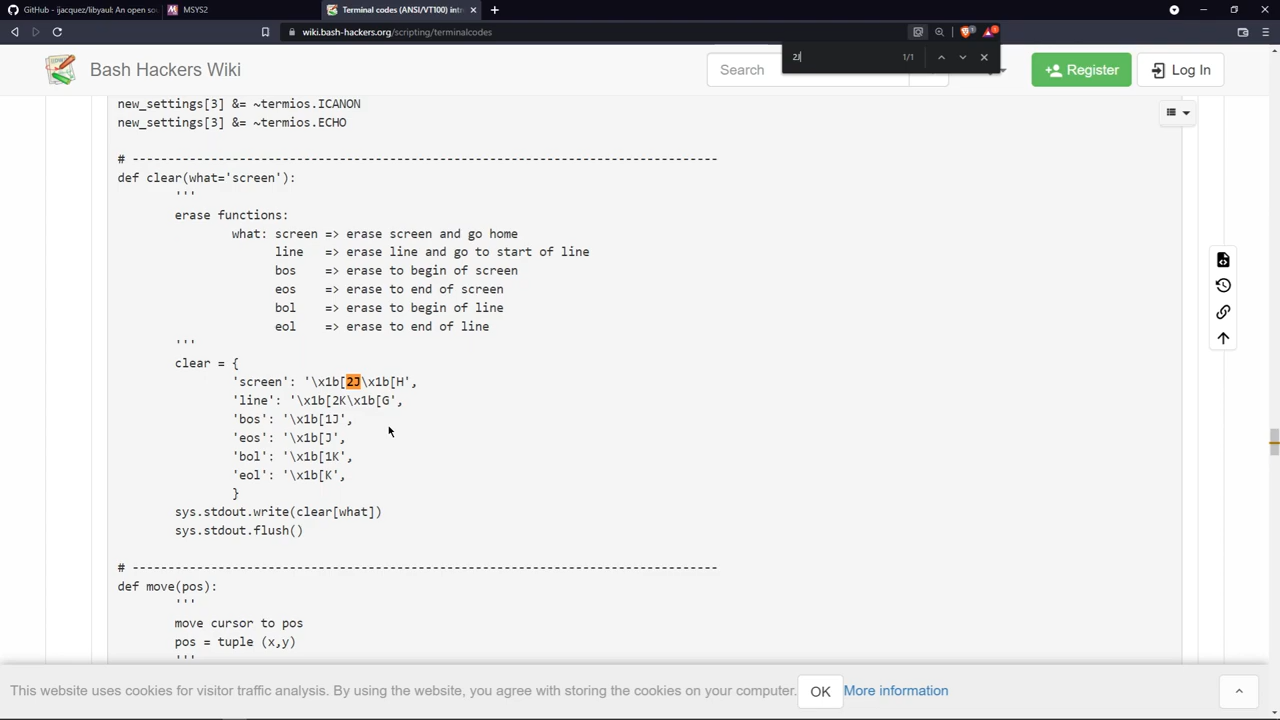 GitHub - ijacquez/libyaul: An open sou
MSYS2
Terminal codes (ANSI/VT100) intr
wiki.bash-hackers.org/scripting/terminalcodes
2J 1/1
Bash Hackers Wiki
Search
Register
Log In
new_settings[3] &= ~termios.ICANON
new_settings[3] &= ~termios.ECHO
# ----------------------------------------------------------------------------------
def clear(what='screen'):
'''
erase functions:
what: screen => erase screen and go home
line => erase line and go to start of line
bos => erase to begin of screen
eos => erase to end of screen
bol => erase to begin of line
eol => erase to end of line
'''
clear = {
'screen': '\x1b[2J\x1b[H',
'line': '\x1b[2K\x1b[G',
'bos': '\x1b[1J',
'eos': '\x1b[J',
'bol': '\x1b[1K',
'eol': '\x1b[K',
}
sys.stdout.write(clear[what])
sys.stdout.flush()
# ----------------------------------------------------------------------------------
def move(pos):
'''
move cursor to pos
pos = tuple (x,y)
'''
This website uses cookies for visitor traffic analysis. By using the website, you agree with storing the cookies on your computer. OK More information